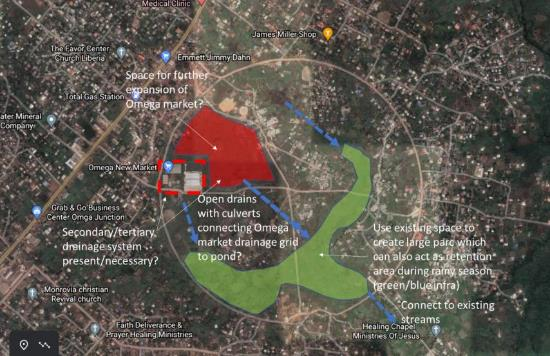 Medical Clinic
James Miller Shop
The Favor Center
Church Liberia
Emmett Jimmy Dahn
Space for further
expansion of
Omega market?
Total Gas Station
ater Mineral
Company
Omega New Market
Grab & Go Business
Center Omga Junction
Open drains
with culverts
connecting Omega
market drainage grid
to pond?
Secondary/tertiary
drainage system
present/necessary?
Use existing space to
create large parc which
can also act as retention
area during rainy season
(green/blue infra)
Monrovia christian
Revival church
Connect to existing
streams
Faith Deliverance &
Prayer Healing Ministries
Healing Chapel
Ministries Of Jesus